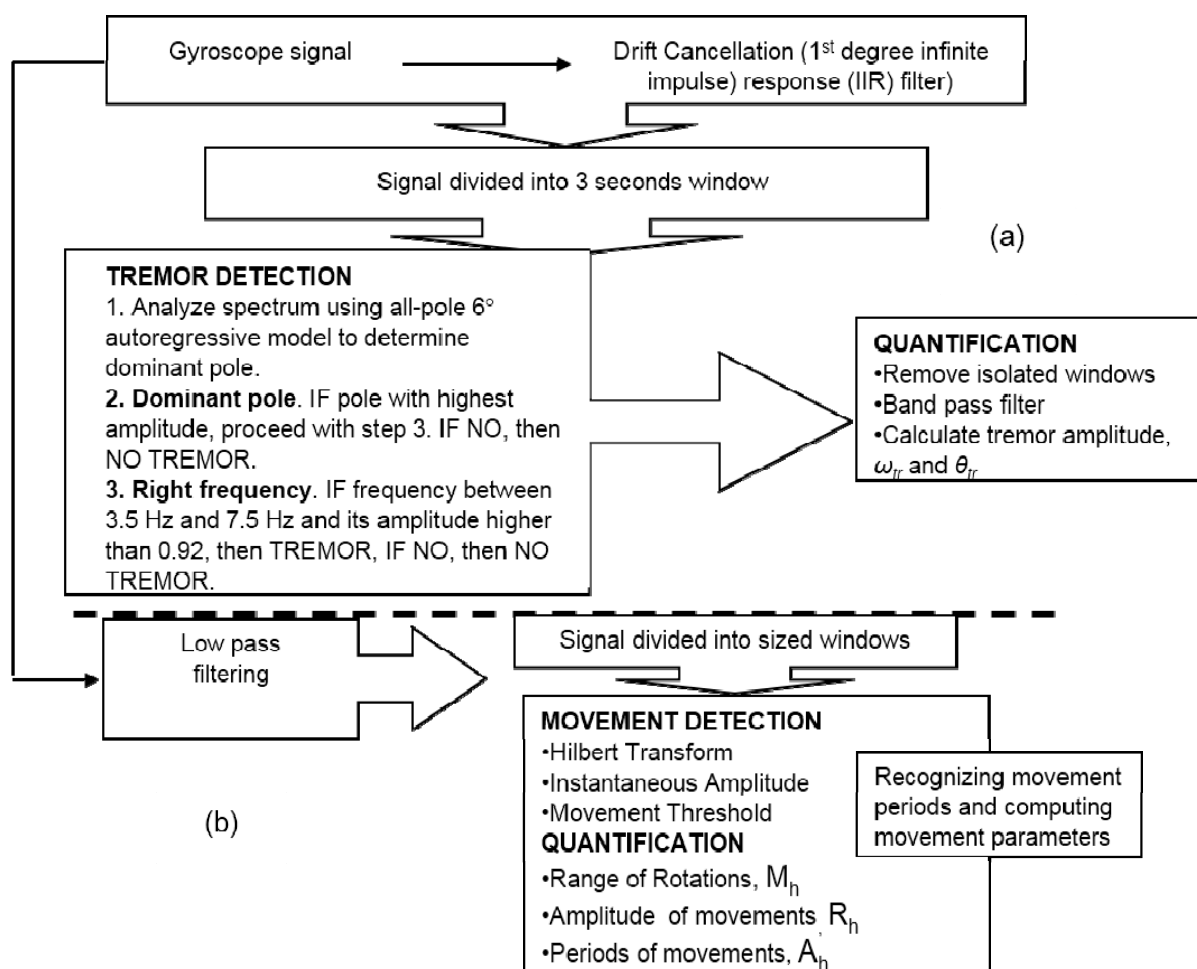 Gyroscope signal
Drift Cancellation (1st degree infinite
impulse) response (IIR) filter)
Signal divided into 3 seconds window
(a)
TREMOR DETECTION
1. Analyze spectrum using all-pole 6°
autoregressive model to determine
dominant pole.
2. Dominant pole. IF pole with highest
amplitude, proceed with step 3. IF NO, then
NO TREMOR.
3. Right frequency. IF frequency between
3.5 Hz and 7.5 Hz and its amplitude higher
than 0.92, then TREMOR, IF NO, then NO
TREMOR.
QUANTIFICATION
•Remove isolated windows
•Band pass filter
•Calculate tremor amplitude,
ωtr and θtr
Low pass
filtering
Signal divided into sized windows
(b)
MOVEMENT DETECTION
•Hilbert Transform
•Instantaneous Amplitude
•Movement Threshold
QUANTIFICATION
•Range of Rotations, Mh
•Amplitude of movements, Rh
•Periods of movements, Ah
Recognizing movement
periods and computing
movement parameters